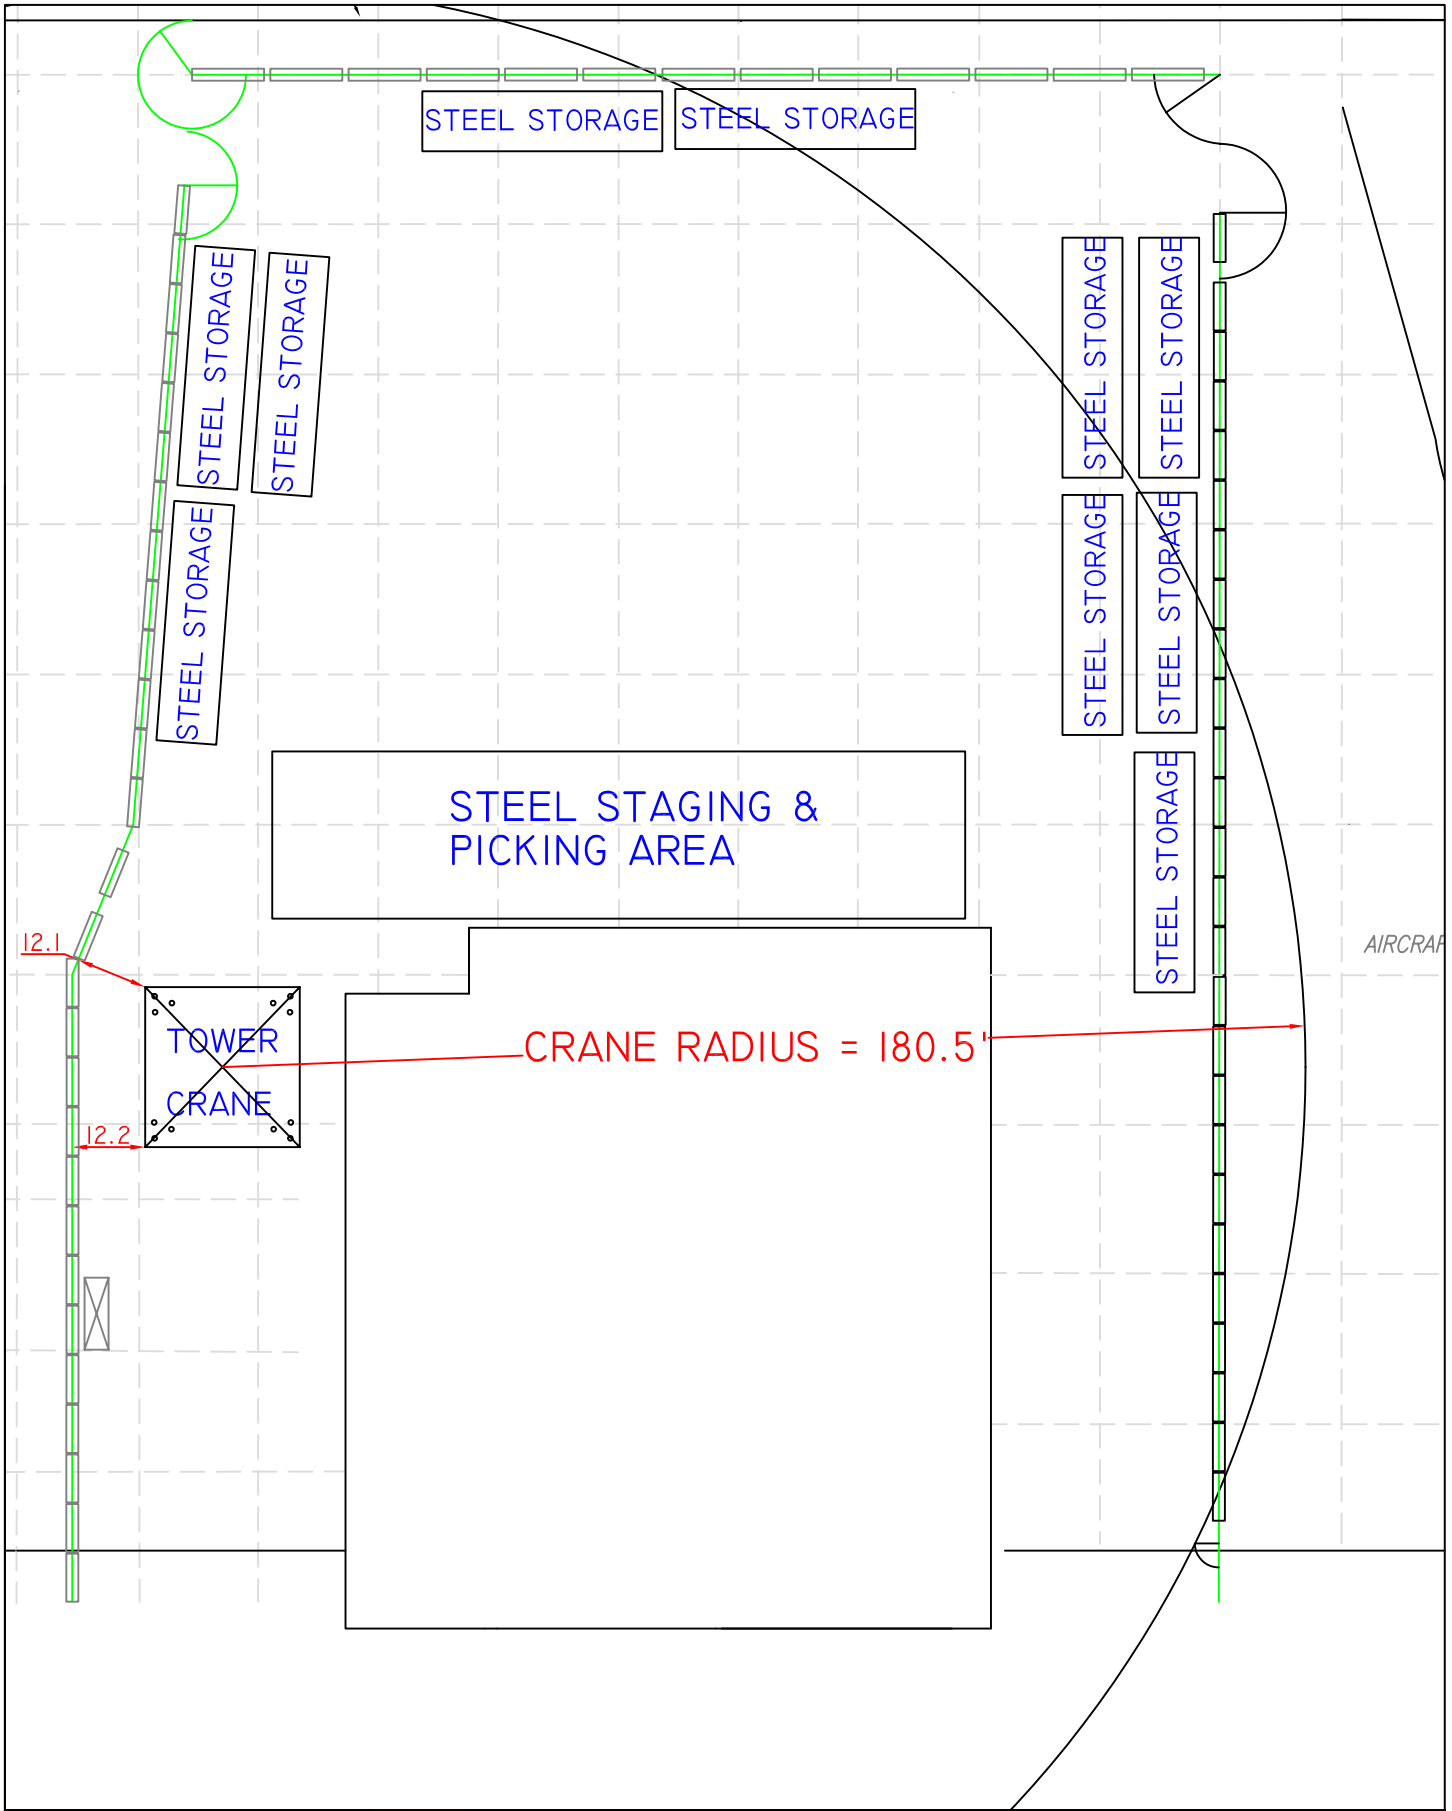 STEEL STORAGE
STEEL STORAGE
STEEL STORAGE
STEEL STORAGE
STEEL STORAGE
STEEL STORAGE
STEEL STORAGE
STEEL STORAGE
STEEL STORAGE
STEEL STORAGE
STEEL STAGING &
PICKING AREA
12.1
AIRCRAF
TOWER
CRANE
CRANE RADIUS = 180.5'
12.2